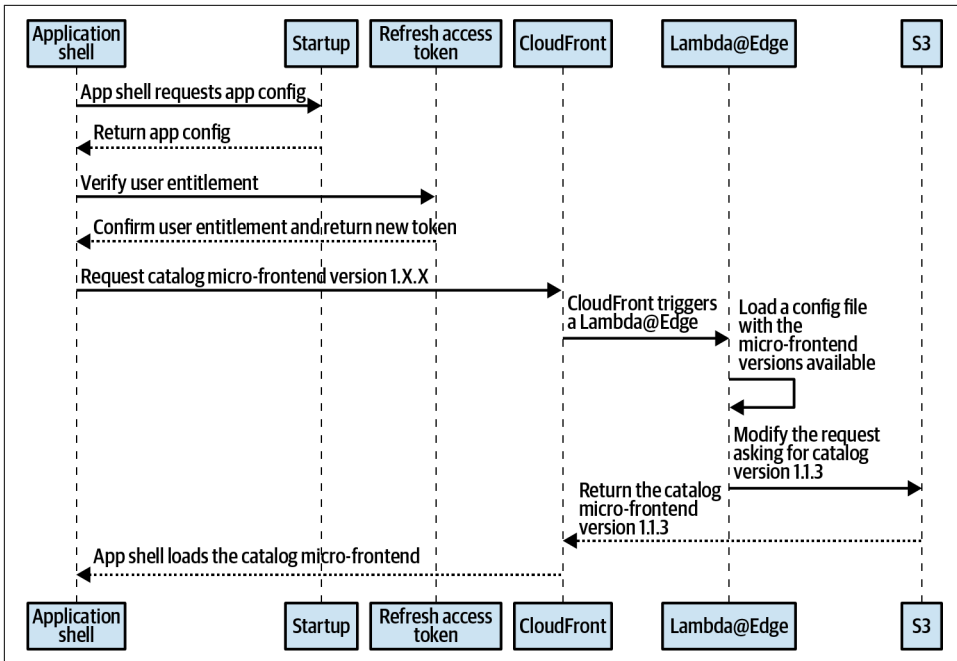 Application
shell
Startup
Refresh access
token
CloudFront
Lambda@Edge
S3
App shell requests app config
Return app config
Verify user entitlement
Confirm user entitlement and return new token
Request catalog micro-frontend version 1.X.X
CloudFront triggers
a Lambda@Edge
Load a config file
with the
micro-frontend
versions available
Modify the request
asking for catalog
version 1.1.3
Return the catalog
micro-frontend
version 1.1.3
App shell loads the catalog micro-frontend
Application
shell
Startup
Refresh access
token
CloudFront
Lambda@Edge
S3